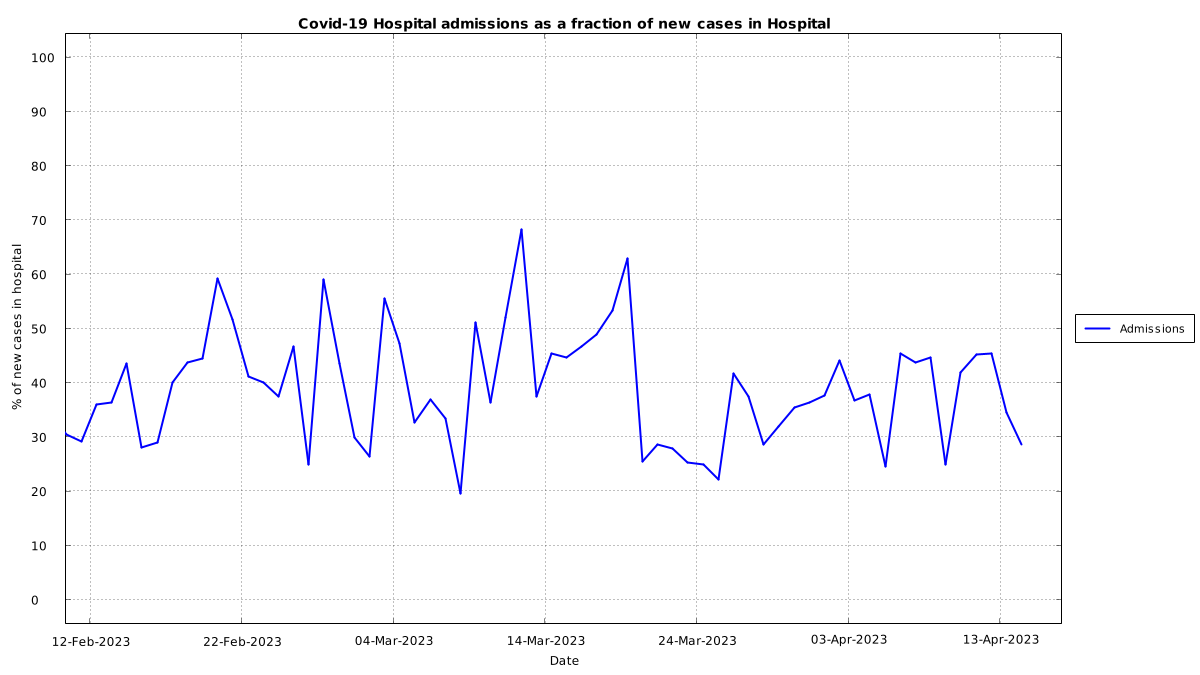 Covid-19 Hospital admissions as a fraction of new cases in Hospital
100
90
80
70
60
50
40
30
20
10
0
% of new cases in hospital
Admissions
12-Feb-2023 22-Feb-2023 04-Mar-2023 14-Mar-2023 24-Mar-2023 03-Apr-2023 13-Apr-2023
Date